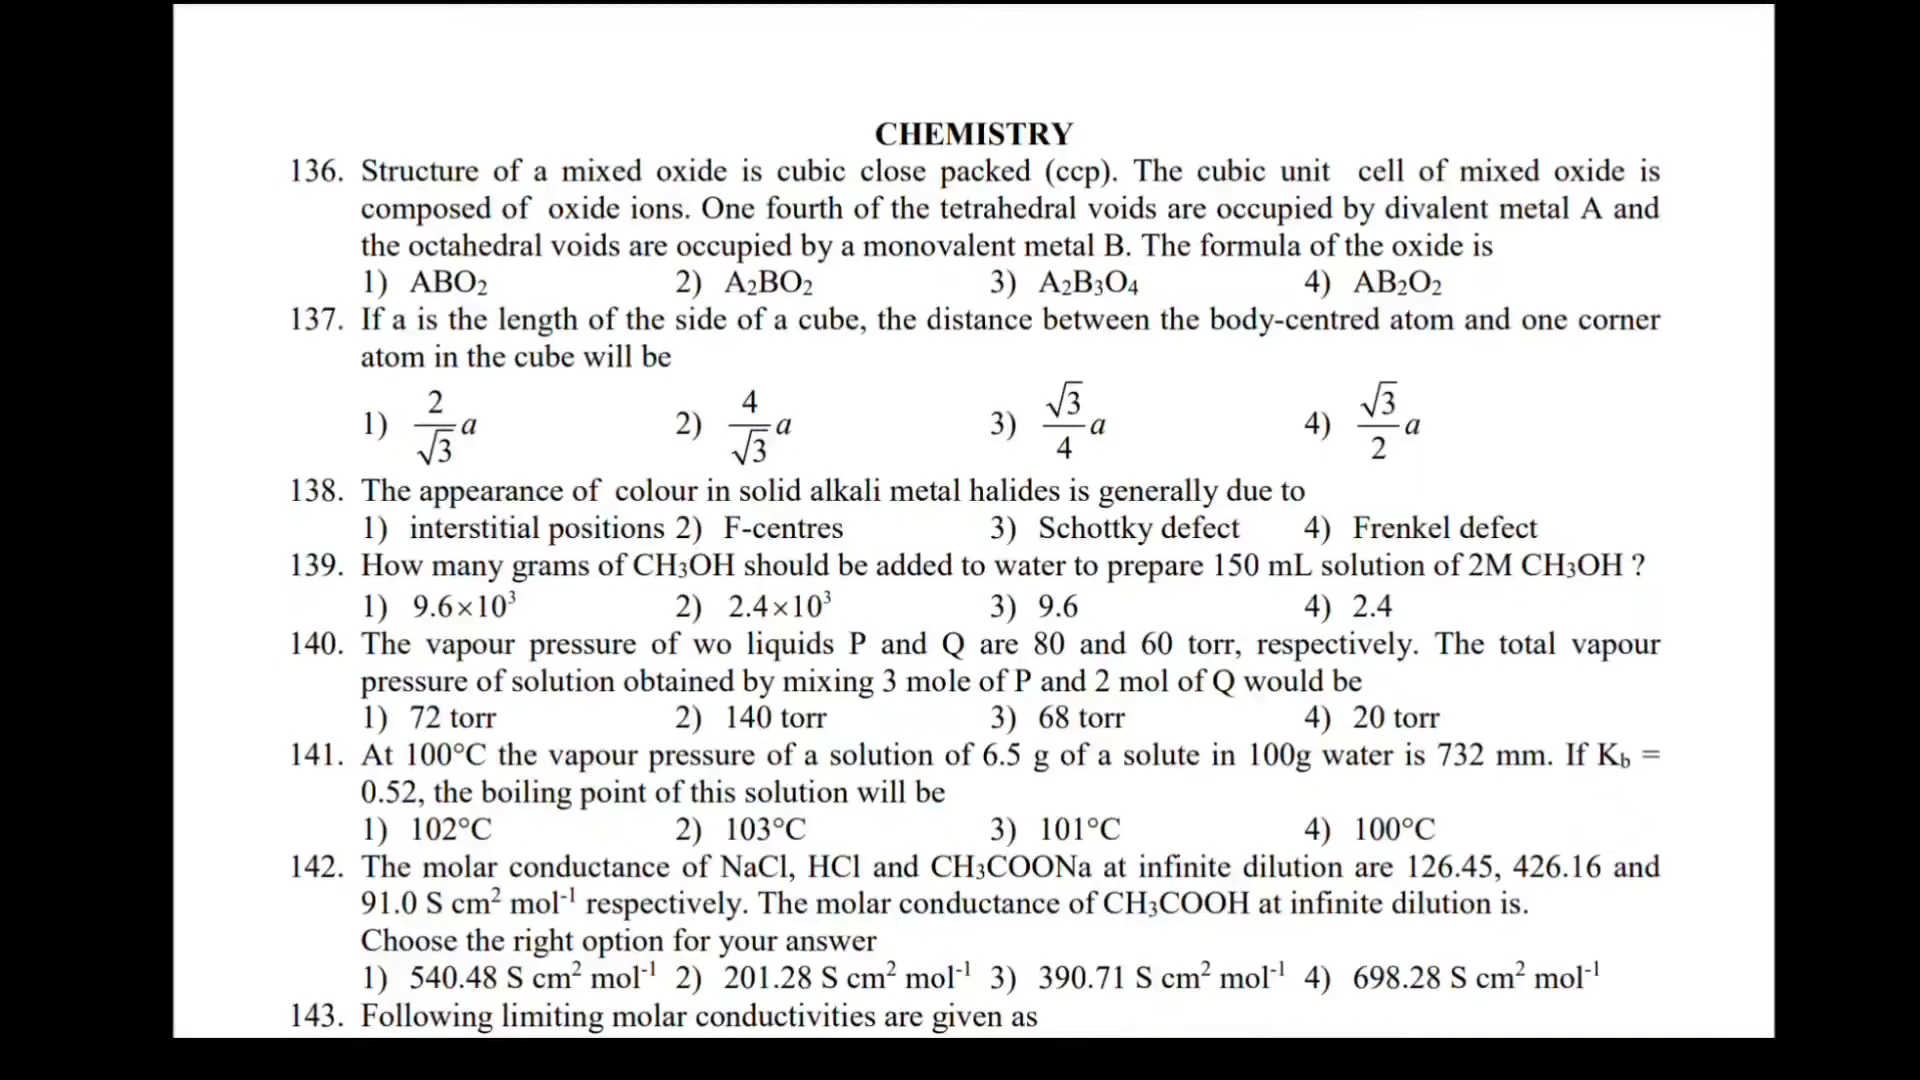 CHEMISTRY
136. Structure of a mixed oxide is cubic close packed (ccp). The cubic unit cell of mixed oxide is
composed of oxide ions. One fourth of the tetrahedral voids are occupied by divalent metal A and
the octahedral voids are occupied by a monovalent metal B. The formula of the oxide is
1) ABO₂ 2) A₂BO₂ 3) A₂B₃O₄ 4) AB₂O₂
137. If a is the length of the side of a cube, the distance between the body-centred atom and one corner
atom in the cube will be
1) 2/√3 a 2) 4/√3 a 3) √3/4 a 4) √3/2 a
138. The appearance of colour in solid alkali metal halides is generally due to
1) interstitial positions 2) F-centres 3) Schottky defect 4) Frenkel defect
139. How many grams of CH₃OH should be added to water to prepare 150 mL solution of 2M CH₃OH ?
1) 9.6×10³ 2) 2.4×10³ 3) 9.6 4) 2.4
140. The vapour pressure of wo liquids P and Q are 80 and 60 torr, respectively. The total vapour
pressure of solution obtained by mixing 3 mole of P and 2 mol of Q would be
1) 72 torr 2) 140 torr 3) 68 torr 4) 20 torr
141. At 100°C the vapour pressure of a solution of 6.5 g of a solute in 100g water is 732 mm. If K_b =
0.52, the boiling point of this solution will be
1) 102°C 2) 103°C 3) 101°C 4) 100°C
142. The molar conductance of NaCl, HCl and CH₃COONa at infinite dilution are 126.45, 426.16 and
91.0 S cm² mol⁻¹ respectively. The molar conductance of CH₃COOH at infinite dilution is.
Choose the right option for your answer
1) 540.48 S cm² mol⁻¹ 2) 201.28 S cm² mol⁻¹ 3) 390.71 S cm² mol⁻¹ 4) 698.28 S cm² mol⁻¹
143. Following limiting molar conductivities are given as